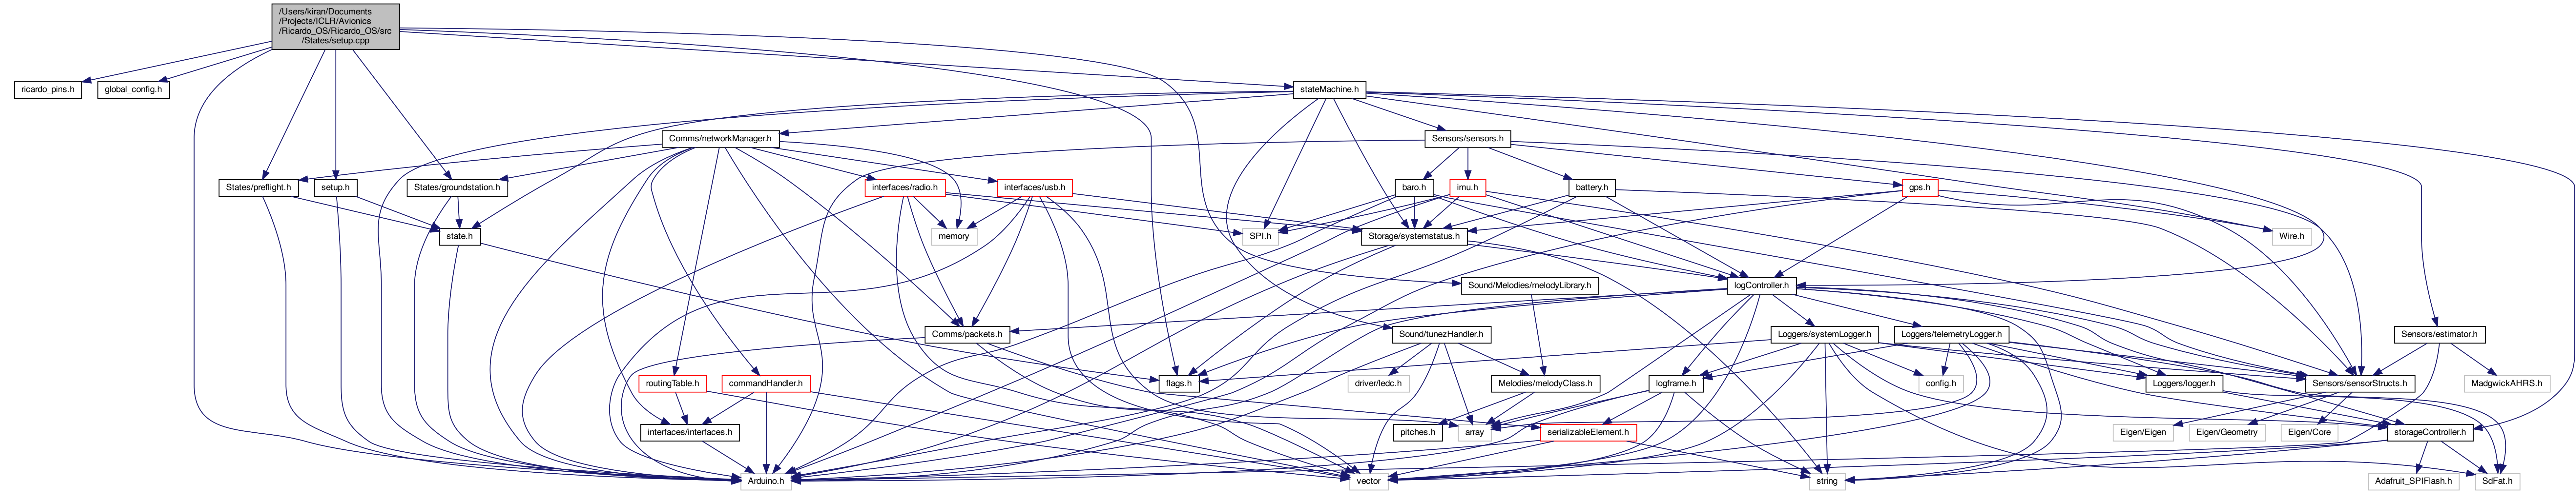 /Users/kiran/Documents
/Projects/ICLR/Avionics
/Ricardo_OS/Ricardo_OS/src
/States/setup.cpp
ricardo_pins.h
global_config.h
stateMachine.h
Comms/networkManager.h
Sensors/sensors.h
States/preflight.h
setup.h
States/groundstation.h
interfaces/radio.h
interfaces/usb.h
baro.h
imu.h
battery.h
gps.h
state.h
memory
SPI.h
Storage/systemstatus.h
Wire.h
Sound/Melodies/melodyLibrary.h
logController.h
Comms/packets.h
Sound/tunezHandler.h
Loggers/systemLogger.h
Loggers/telemetryLogger.h
Sensors/estimator.h
routingTable.h
commandHandler.h
flags.h
driver/ledc.h
Melodies/melodyClass.h
logframe.h
config.h
Loggers/logger.h
Sensors/sensorStructs.h
MadgwickAHRS.h
interfaces/interfaces.h
pitches.h
array
serializableElement.h
Eigen/Eigen
Eigen/Geometry
Eigen/Core
storageController.h
Arduino.h
vector
string
Adafruit_SPIFlash.h
SdFat.h